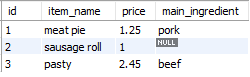 id item_name price main_ingredient
1 meat pie 1.25 pork
2 sausage roll 1 NULL
3 pasty 2.45 beef